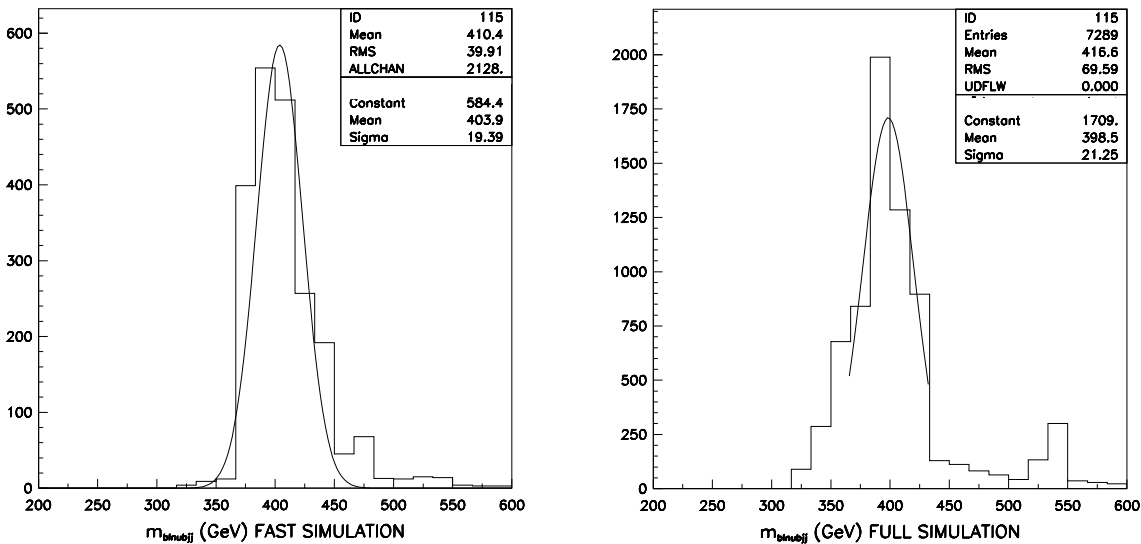 ID 115
Mean 410.4
RMS 39.91
ALLCHAN 2128.
Constant 584.4
Mean 403.9
Sigma 19.39
600
500
400
300
200
100
0
200 250 300 350 400 450 500 550 600
m_blnubjj (GeV) FAST SIMULATION
ID 115
Entries 7289
Mean 416.6
RMS 69.59
UDFLW 0.000
Constant 1709.
Mean 398.5
Sigma 21.25
2000
1750
1500
1250
1000
750
500
250
0
200 250 300 350 400 450 500 550 600
m_blnubjj (GeV) FULL SIMULATION